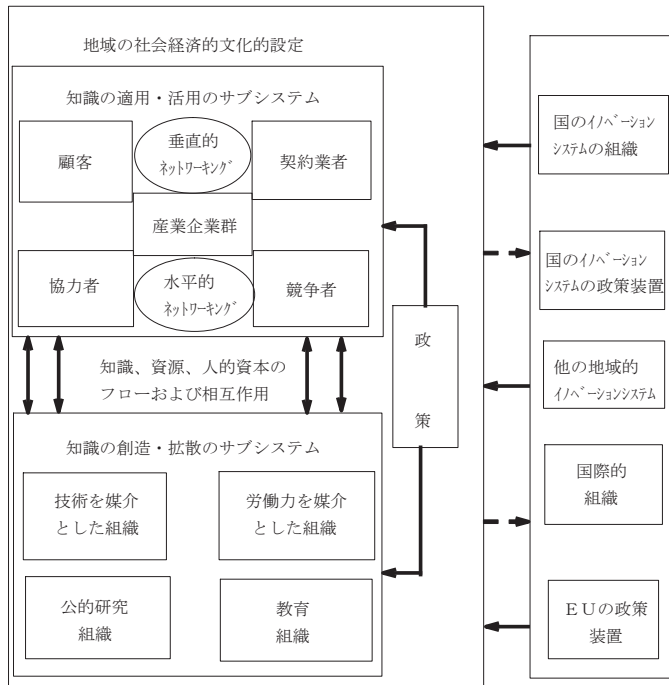 地域の社会経済的文化的設定
知識の適用・活用のサブシステム
顧客
垂直的
ﾈｯﾄﾜｰｷﾝｸﾞ
契約業者
産業企業群
協力者
水平的
ﾈｯﾄﾜｰｷﾝｸﾞ
競争者
知識、資源、人的資本の
フローおよび相互作用
政
策
知識の創造・拡散のサブシステム
技術を媒介
とした組織
労働力を媒介
とした組織
公的研究
組織
教育
組織
国のｲﾉﾍﾞｰｼｮﾝ
ｼｽﾃﾑの組織
国のｲﾉﾍﾞｰｼｮﾝ
ｼｽﾃﾑの政策装置
他の地域的
ｲﾉﾍﾞｰｼｮﾝｼｽﾃﾑ
国際的
組織
ＥＵの政策
装置